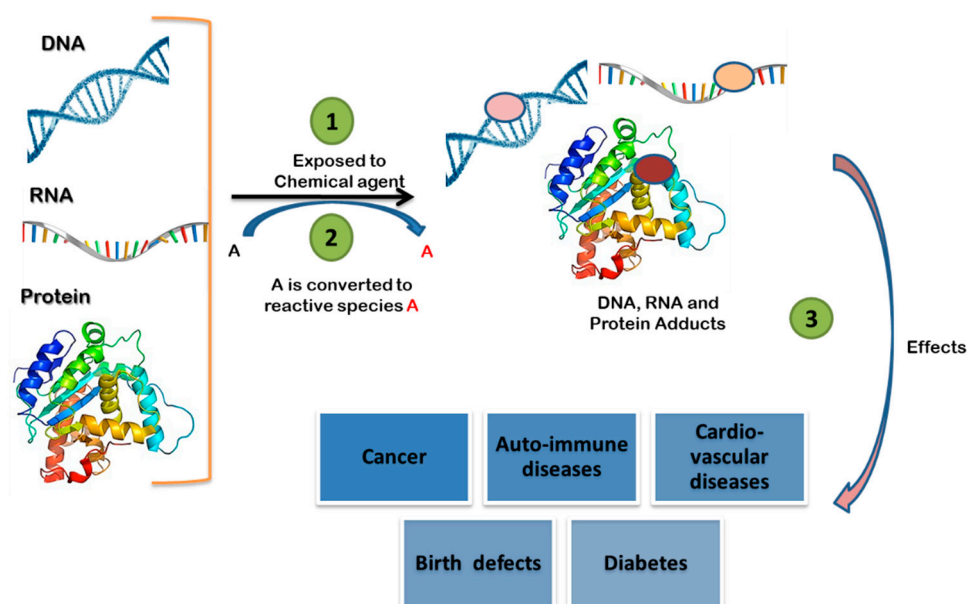 DNA
RNA
Protein
1
Exposed to
Chemical agent
2
A
A
A is converted to
reactive species A
DNA, RNA and
Protein Adducts
3
Effects
Cancer
Auto-immune
diseases
Cardio-
vascular
diseases
Birth defects
Diabetes